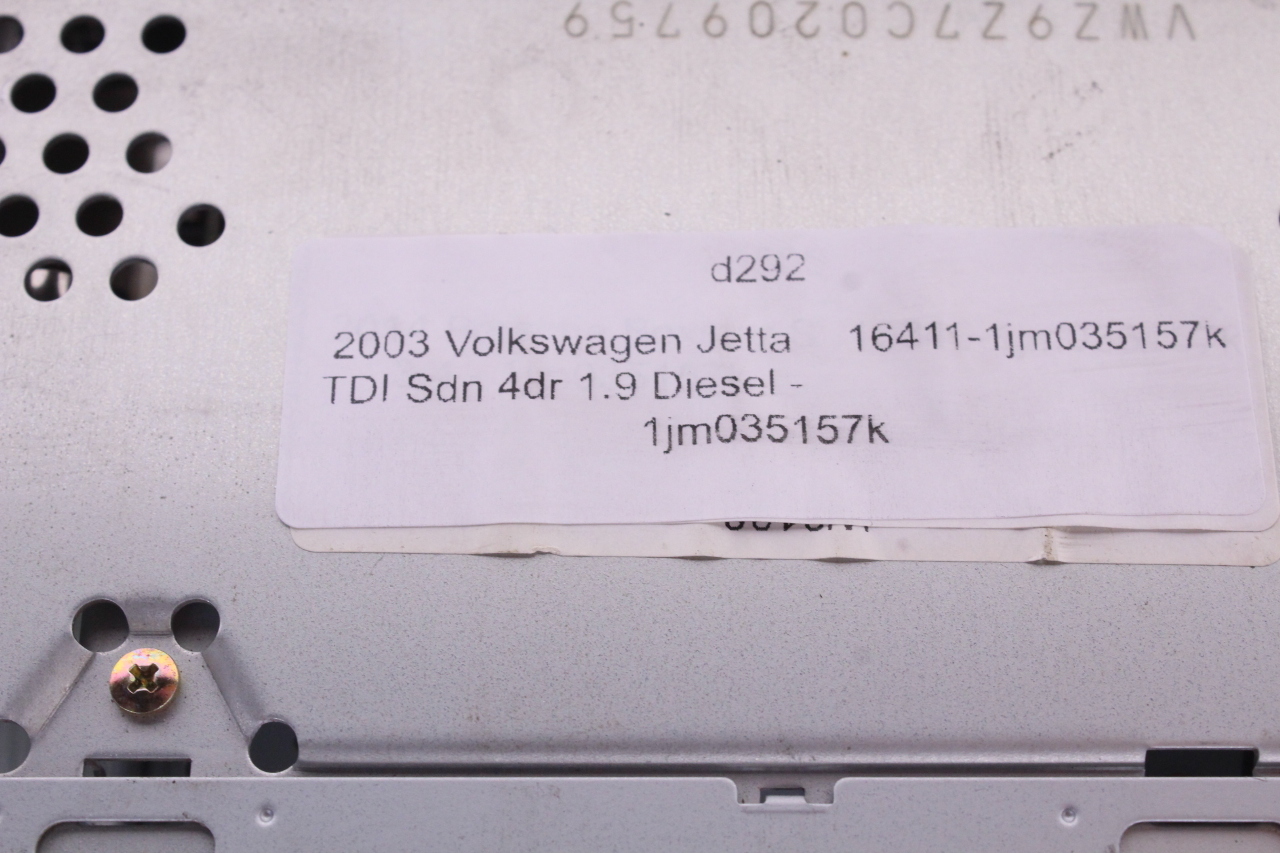 VWZ9Z7C0209759
d292
2003 Volkswagen Jetta 16411-1jm035157k
TDI Sdn 4dr 1.9 Diesel -
1jm035157k